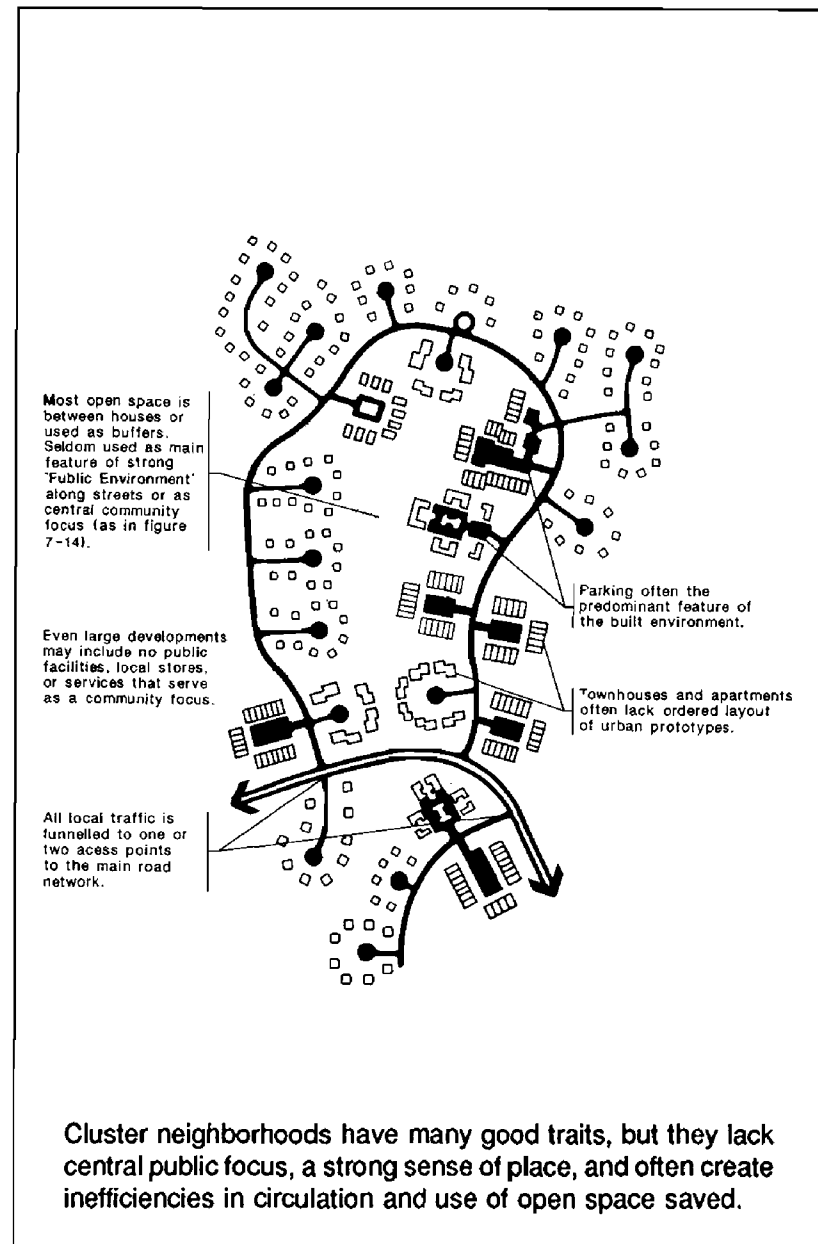 Most open space is
between houses or
used as buffers.
Seldom used as main
feature of strong
"Public Environment"
along streets or as
central community
focus (as in figure
7-14).
Even large developments
may include no public
facilities, local stores,
or services that serve
as a community focus.
All local traffic is
funnelled to one or
two acess points
to the main road
network.
Parking often the
predominant feature of
the built environment.
Townhouses and apartments
often lack ordered layout
of urban prototypes.
Cluster neighborhoods have many good traits, but they lack
central public focus, a strong sense of place, and often create
inefficiencies in circulation and use of open space saved.